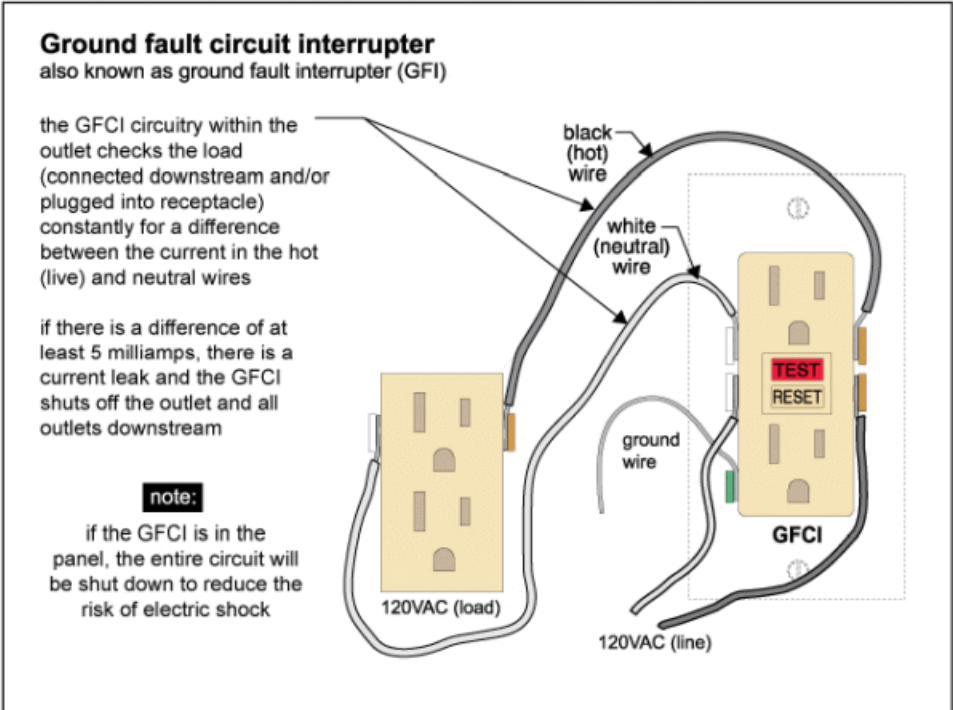 Ground fault circuit interrupter
also known as ground fault interrupter (GFI)
the GFCI circuitry within the
outlet checks the load
(connected downstream and/or
plugged into receptacle)
constantly for a difference
between the current in the hot
(live) and neutral wires
if there is a difference of at
least 5 milliamps, there is a
current leak and the GFCI
shuts off the outlet and all
outlets downstream
note:
if the GFCI is in the
panel, the entire circuit will
be shut down to reduce the
risk of electric shock
black
(hot)
wire
white
(neutral)
wire
ground
wire
TEST
RESET
GFCI
120VAC (load)
120VAC (line)